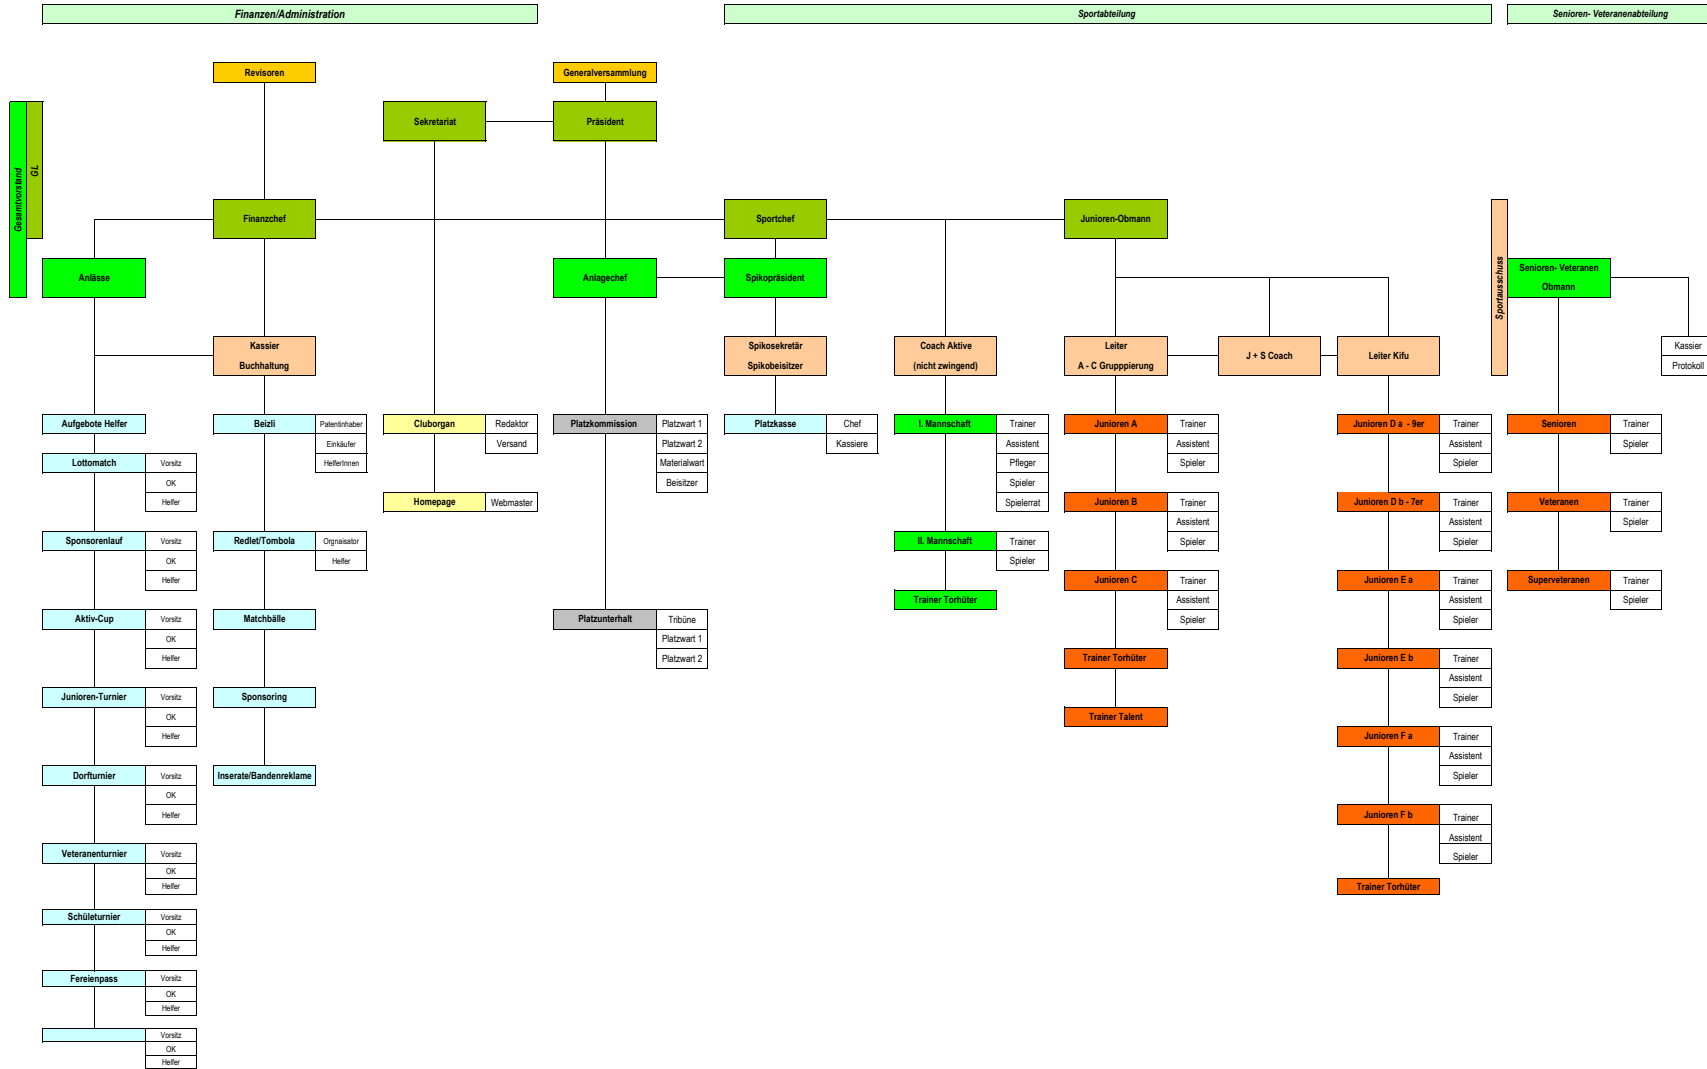 Finanzen/Administration
Sportabteilung
Senioren- Veteranenabteilung
Revisoren
Generalversammlung
Gesamtvorstand
GL
Sekretariat
Präsident
Finanzchef
Sportchef
Junioren-Obmann
Sportausschuss
Anlässe
Anlagechef
Spikopräsident
Senioren- Veteranen
Obmann
Kassier
Buchhaltung
Spikosekretär
Spikobeisitzer
Coach Aktive
(nicht zwingend)
Leiter
A - C Grupppierung
J + S Coach
Leiter Kifu
Kassier
Protokoll
Aufgebote Helfer
Lottomatch
Vorsitz
OK
Helfer
Sponsorenlauf
Vorsitz
OK
Helfer
Aktiv-Cup
Vorsitz
OK
Helfer
Junioren-Turnier
Vorsitz
OK
Helfer
Dorfturnier
Vorsitz
OK
Helfer
Veteranenturnier
Vorsitz
OK
Helfer
Schületurnier
Vorsitz
OK
Helfer
Fereienpass
Vorsitz
OK
Helfer
Vorsitz
OK
Helfer
Beizli
Patentinhaber
Einkäufer
HelferInnen
Redlet/Tombola
Orgnaisator
Helfer
Matchbälle
Sponsoring
Inserate/Bandenreklame
Cluborgan
Redaktor
Versand
Homepage
Webmaster
Platzkommission
Platzwart 1
Platzwart 2
Materialwart
Beisitzer
Platzunterhalt
Tribüne
Platzwart 1
Platzwart 2
Platzkasse
Chef
Kassiere
I. Mannschaft
Trainer
Assistent
Pfleger
Spieler
Spielerrat
II. Mannschaft
Trainer
Spieler
Trainer Torhüter
Junioren A
Trainer
Assistent
Spieler
Junioren B
Trainer
Assistent
Spieler
Junioren C
Trainer
Assistent
Spieler
Trainer Torhüter
Trainer Talent
Junioren D a - 9er
Trainer
Assistent
Spieler
Junioren D b - 7er
Trainer
Assistent
Spieler
Junioren E a
Trainer
Assistent
Spieler
Junioren E b
Trainer
Assistent
Spieler
Junioren F a
Trainer
Assistent
Spieler
Junioren F b
Trainer
Assistent
Spieler
Trainer Torhüter
Senioren
Trainer
Spieler
Veteranen
Trainer
Spieler
Superveteranen
Trainer
Spieler